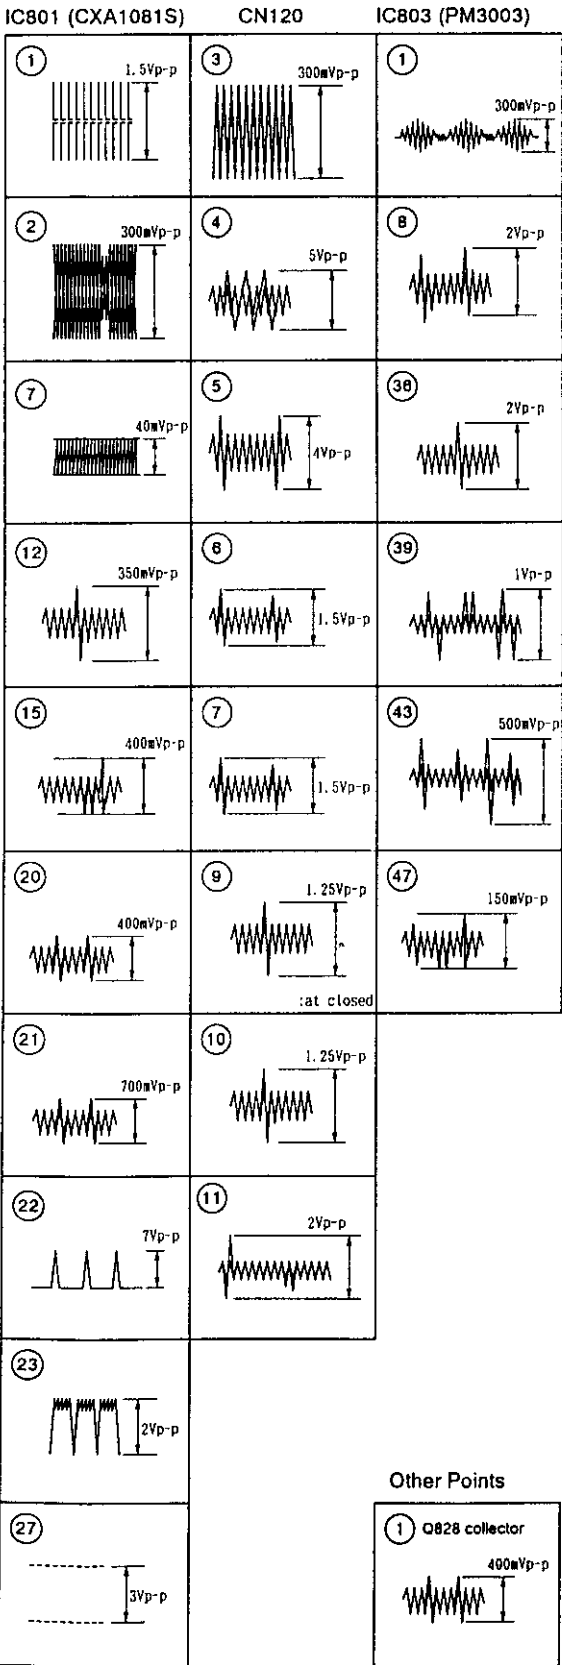 IC801 (CXA1081S)
1
1.5Vp-p
2
300mVp-p
7
40mVp-p
12
350mVp-p
15
400mVp-p
20
400mVp-p
21
700mVp-p
22
7Vp-p
23
2Vp-p
27
3Vp-p
CN120
3
300mVp-p
4
5Vp-p
5
4Vp-p
6
1.5Vp-p
7
1.5Vp-p
9
1.25Vp-p
:at closed
10
1.25Vp-p
11
2Vp-p
IC803 (PM3003)
1
300mVp-p
8
2Vp-p
36
2Vp-p
39
1Vp-p
43
500mVp-p
47
150mVp-p
Other Points
1 Q828 collector
400mVp-p